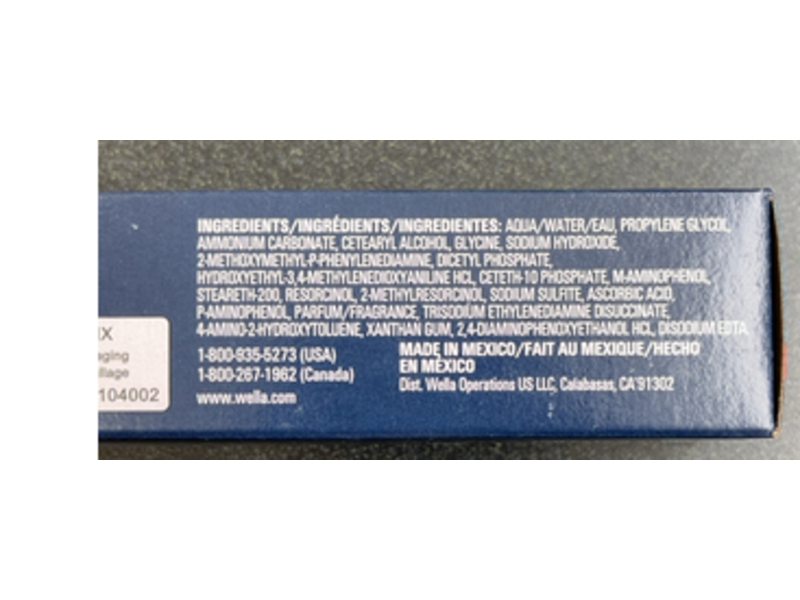 INGREDIENTS/INGRÉDIENTS/INGREDIENTES: AQUA/WATER/EAU, PROPYLENE GLYCOL,
AMMONIUM CARBONATE, CETEARYL ALCOHOL, GLYCINE, SODIUM HYDROXIDE,
2-METHOXYMETHYL-P-PHENYLENEDIAMINE, DICETYL PHOSPHATE,
HYDROXYETHYL-3,4-METHYLENEDIOXYANILINE HCL, CETETH-10 PHOSPHATE, M-AMINOPHENOL,
STEARETH-200, RESORCINOL, 2-METHYLRESORCINOL, SODIUM SULFITE, ASCORBIC ACID,
P-AMINOPHENOL, PARFUM/FRAGRANCE, TRISODIUM ETHYLENEDIAMINE DISUCCINATE,
4-AMINO-2-HYDROXYTOLUENE, XANTHAN GUM, 2,4-DIAMINOPHENOXYETHANOL HCL, DISODIUM EDTA.
1-800-935-5273 (USA)
1-800-267-1962 (Canada)
www.wella.com
MADE IN MEXICO/FAIT AU MEXIQUE/HECHO
EN MÉXICO
Dist. Wella Operations US LLC, Calabasas, CA 91302
IX
aging
llage
104002